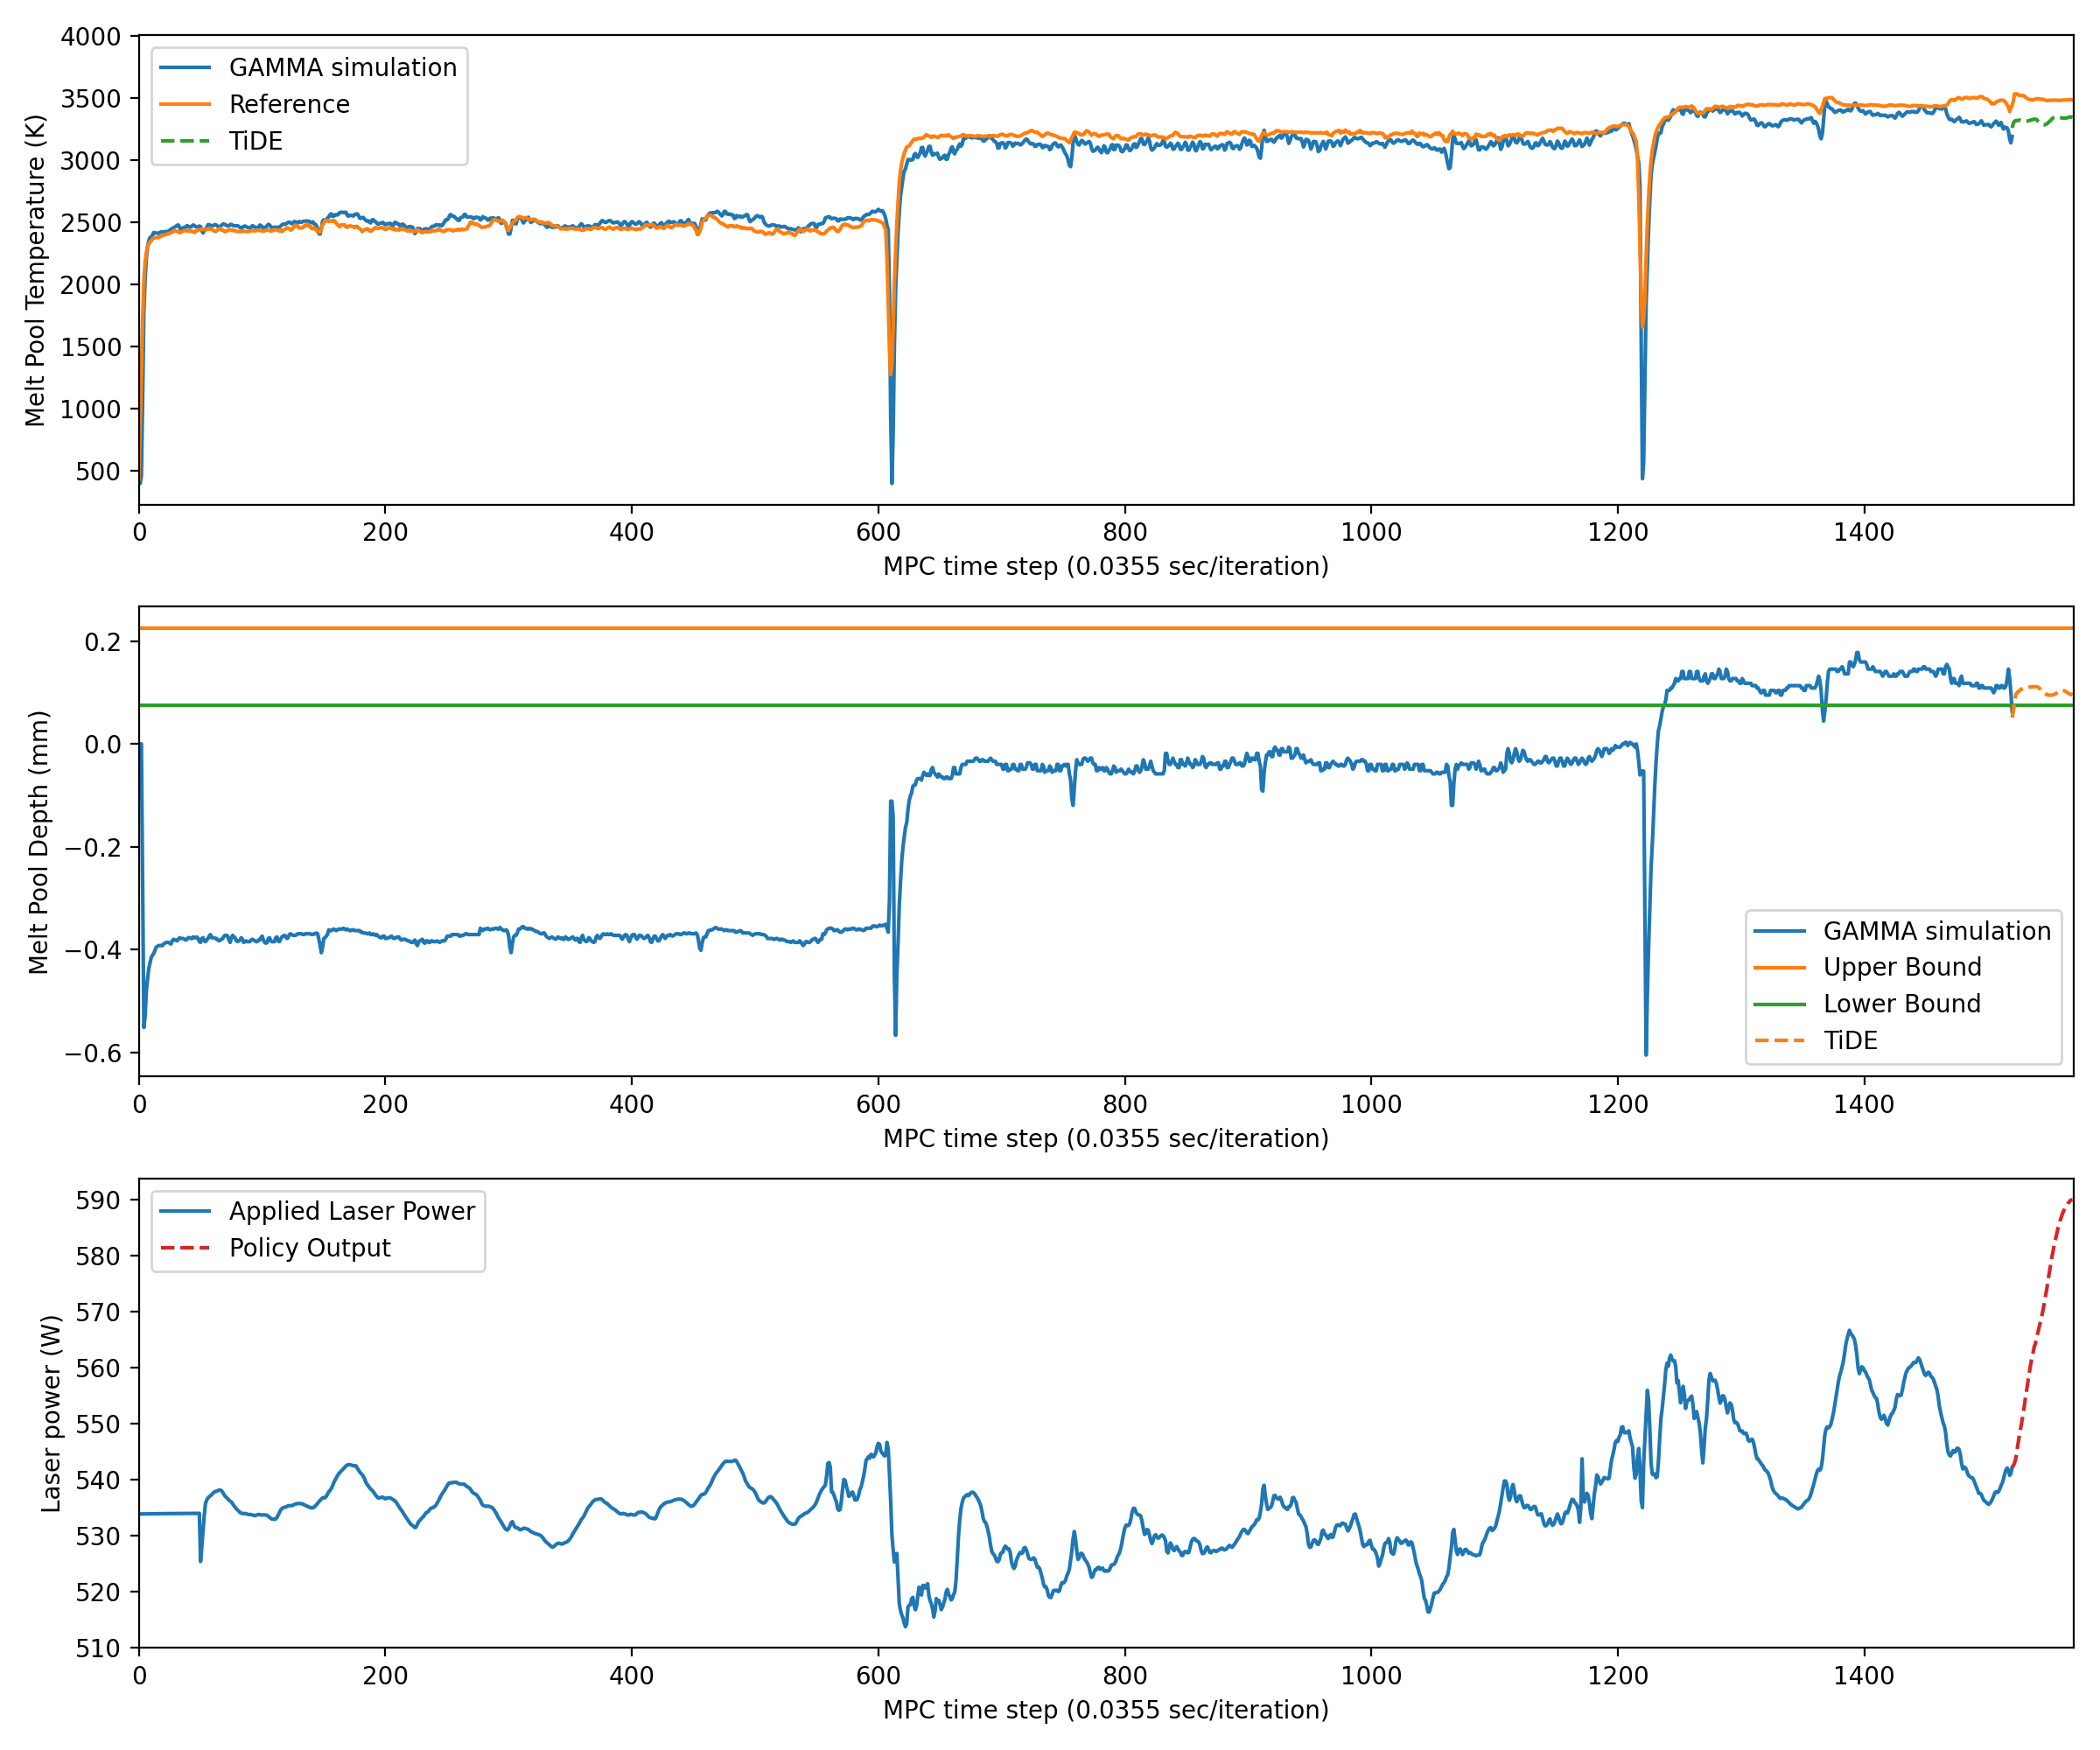 4000
3500
3000
2500
2000
1500
1000
500
Melt Pool Temperature (K)
GAMMA simulation
Reference
TiDE
0 200 400 600 800 1000 1200 1400
MPC time step (0.0355 sec/iteration)
0.2
0.0
−0.2
−0.4
−0.6
Melt Pool Depth (mm)
GAMMA simulation
Upper Bound
Lower Bound
TiDE
0 200 400 600 800 1000 1200 1400
MPC time step (0.0355 sec/iteration)
590
580
570
560
550
540
530
520
510
Laser power (W)
Applied Laser Power
Policy Output
0 200 400 600 800 1000 1200 1400
MPC time step (0.0355 sec/iteration)